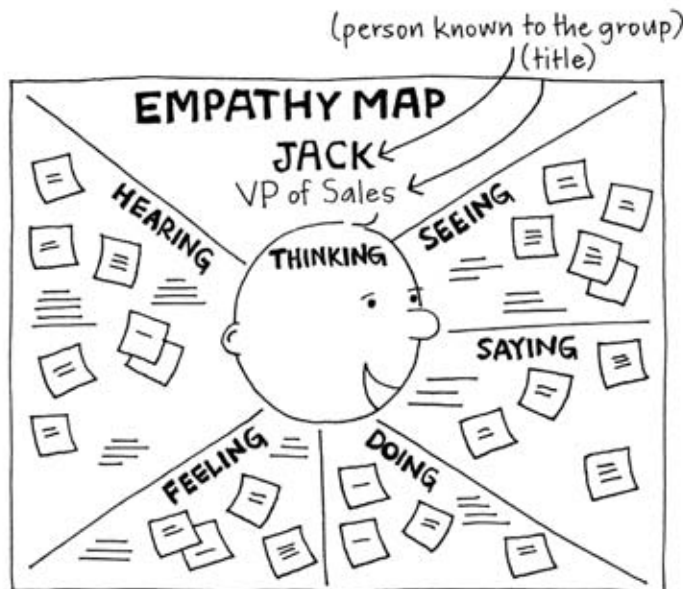 (person known to the group)
(title)
EMPATHY MAP
JACK
VP of Sales
HEARING
THINKING
SEEING
SAYING
FEELING
DOING